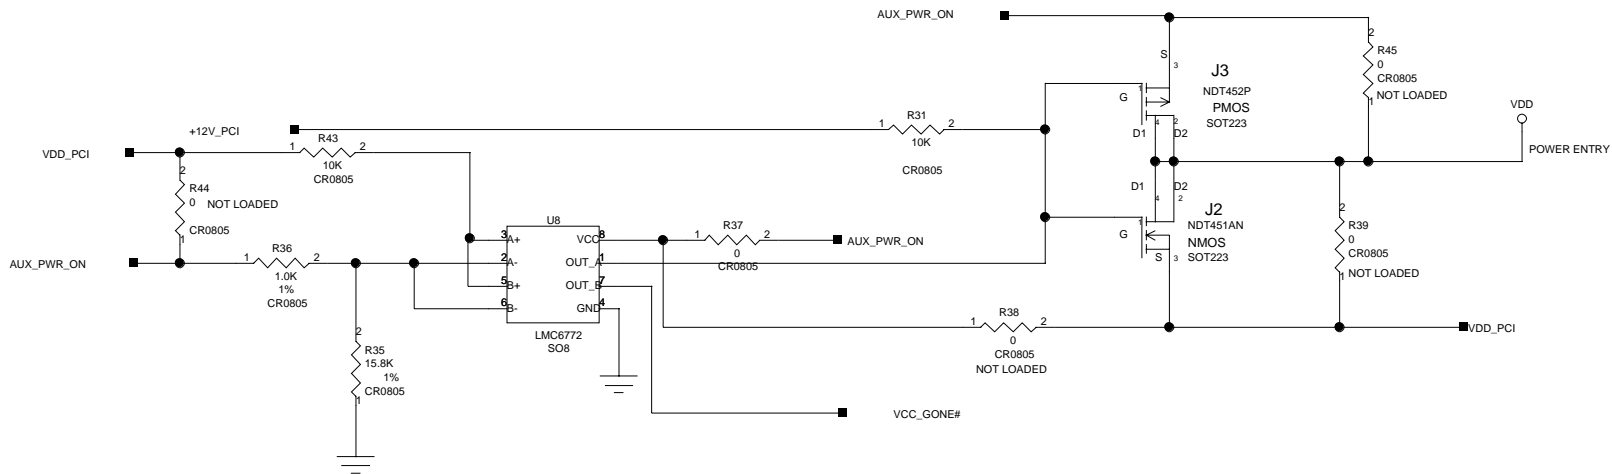 AUX_PWR_ON
2
R45
0
CR0805
NOT LOADED
1
S
3
J3
NDT452P
PMOS
SOT223
1
G
4
2
D1
D2
VDD
POWER ENTRY
+12V_PCI
1
R31
2
10K
CR0805
VDD_PCI
1
R43
2
10K
CR0805
2
R44
0
NOT LOADED
CR0805
1
D1
D2
4
2
J2
NDT451AN
NMOS
SOT223
1
G
S
3
2
R39
0
CR0805
NOT LOADED
1
U8
3
A+
2
A-
5
B+
6
B-
VCC
8
OUT_A
1
OUT_B
7
GND
4
LMC6772
SO8
1
R37
2
0
CR0805
AUX_PWR_ON
AUX_PWR_ON
1
R36
2
1.0K
1%
CR0805
1
R38
2
0
CR0805
NOT LOADED
VDD_PCI
2
R35
15.8K
1%
CR0805
1
VCC_GONE#